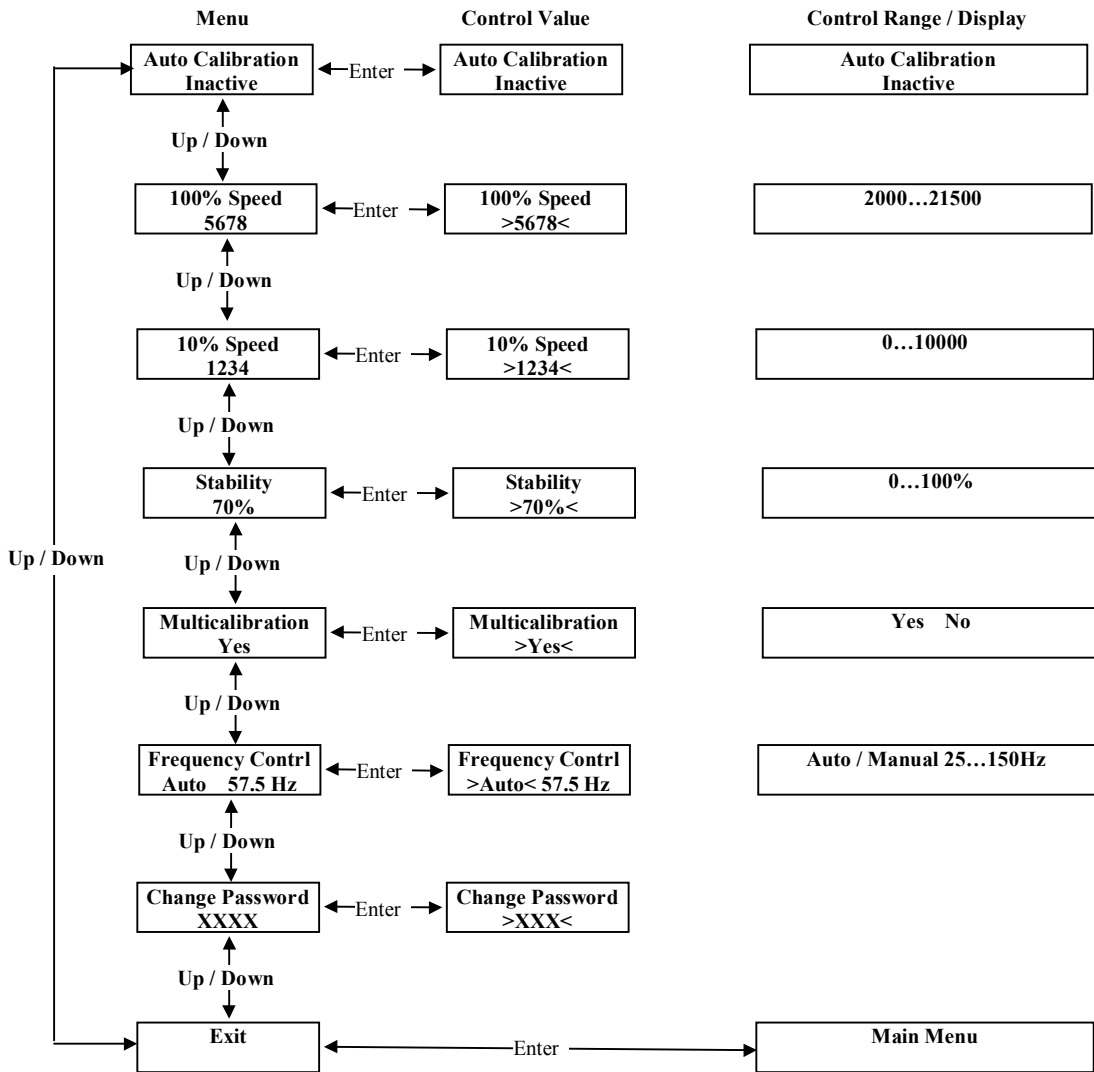 Menu Control Value Control Range / Display
Auto Calibration Enter Auto Calibration Auto Calibration
Inactive Inactive Inactive
Up / Down
100% Speed Enter 100% Speed 2000…21500
5678 >5678<
Up / Down
10% Speed Enter 10% Speed 0…10000
1234 >1234<
Up / Down
Stability Enter Stability 0…100%
70% >70%<
Up / Down
Up / Down
Multicalibration Enter Multicalibration Yes No
Yes >Yes<
Up / Down
Frequency Contrl Enter Frequency Contrl Auto / Manual 25…150Hz
Auto 57.5 Hz >Auto< 57.5 Hz
Up / Down
Change Password Enter Change Password
XXXX >XXX<
Up / Down
Exit Enter Main Menu